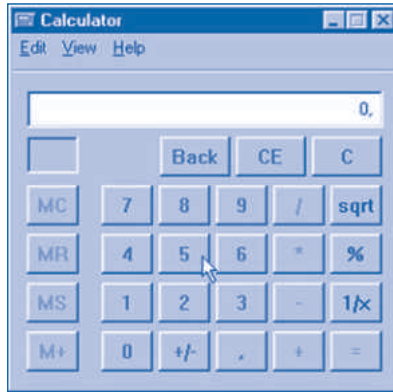 Calculator
Edit View Help
0,
Back CE C
MC 7 8 9 / sqrt
MR 4 5 6 * %
MS 1 2 3 - 1/x
M+ 0 +/- , + =